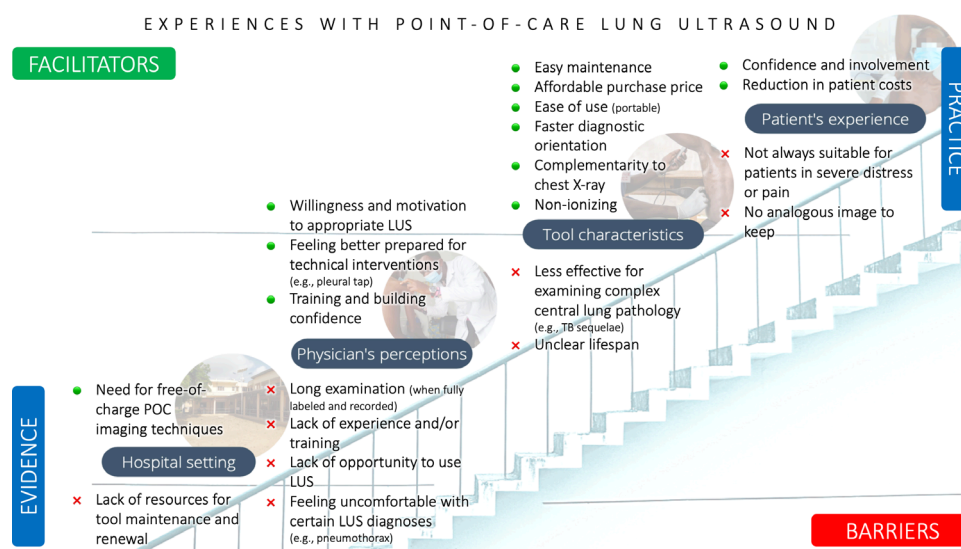 EXPERIENCES WITH POINT-OF-CARE LUNG ULTRASOUND
FACILITATORS
Easy maintenance
Affordable purchase price
Ease of use (portable)
Faster diagnostic
orientation
Complementarity to
chest X-ray
Non-ionizing
Tool characteristics
Less effective for
examining complex
central lung pathology
(e.g., TB sequelae)
Unclear lifespan
Confidence and involvement
Reduction in patient costs
Patient's experience
Not always suitable for
patients in severe distress
or pain
No analogous image to
keep
PRACTICE
Willingness and motivation
to appropriate LUS
Feeling better prepared for
technical interventions
(e.g., pleural tap)
Training and building
confidence
Physician's perceptions
Long examination (when fully
labeled and recorded)
Lack of experience and/or
training
Lack of opportunity to use
LUS
Feeling uncomfortable with
certain LUS diagnoses
(e.g., pneumothorax)
Need for free-of-
charge POC
imaging techniques
Hospital setting
Lack of resources for
tool maintenance and
renewal
EVIDENCE
BARRIERS